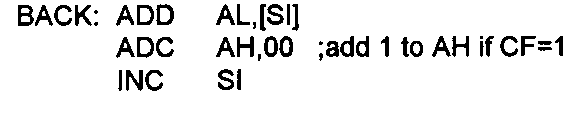 BACK: ADD AL,[SI]
ADC AH,00 ;add 1 to AH if CF=1
INC SI